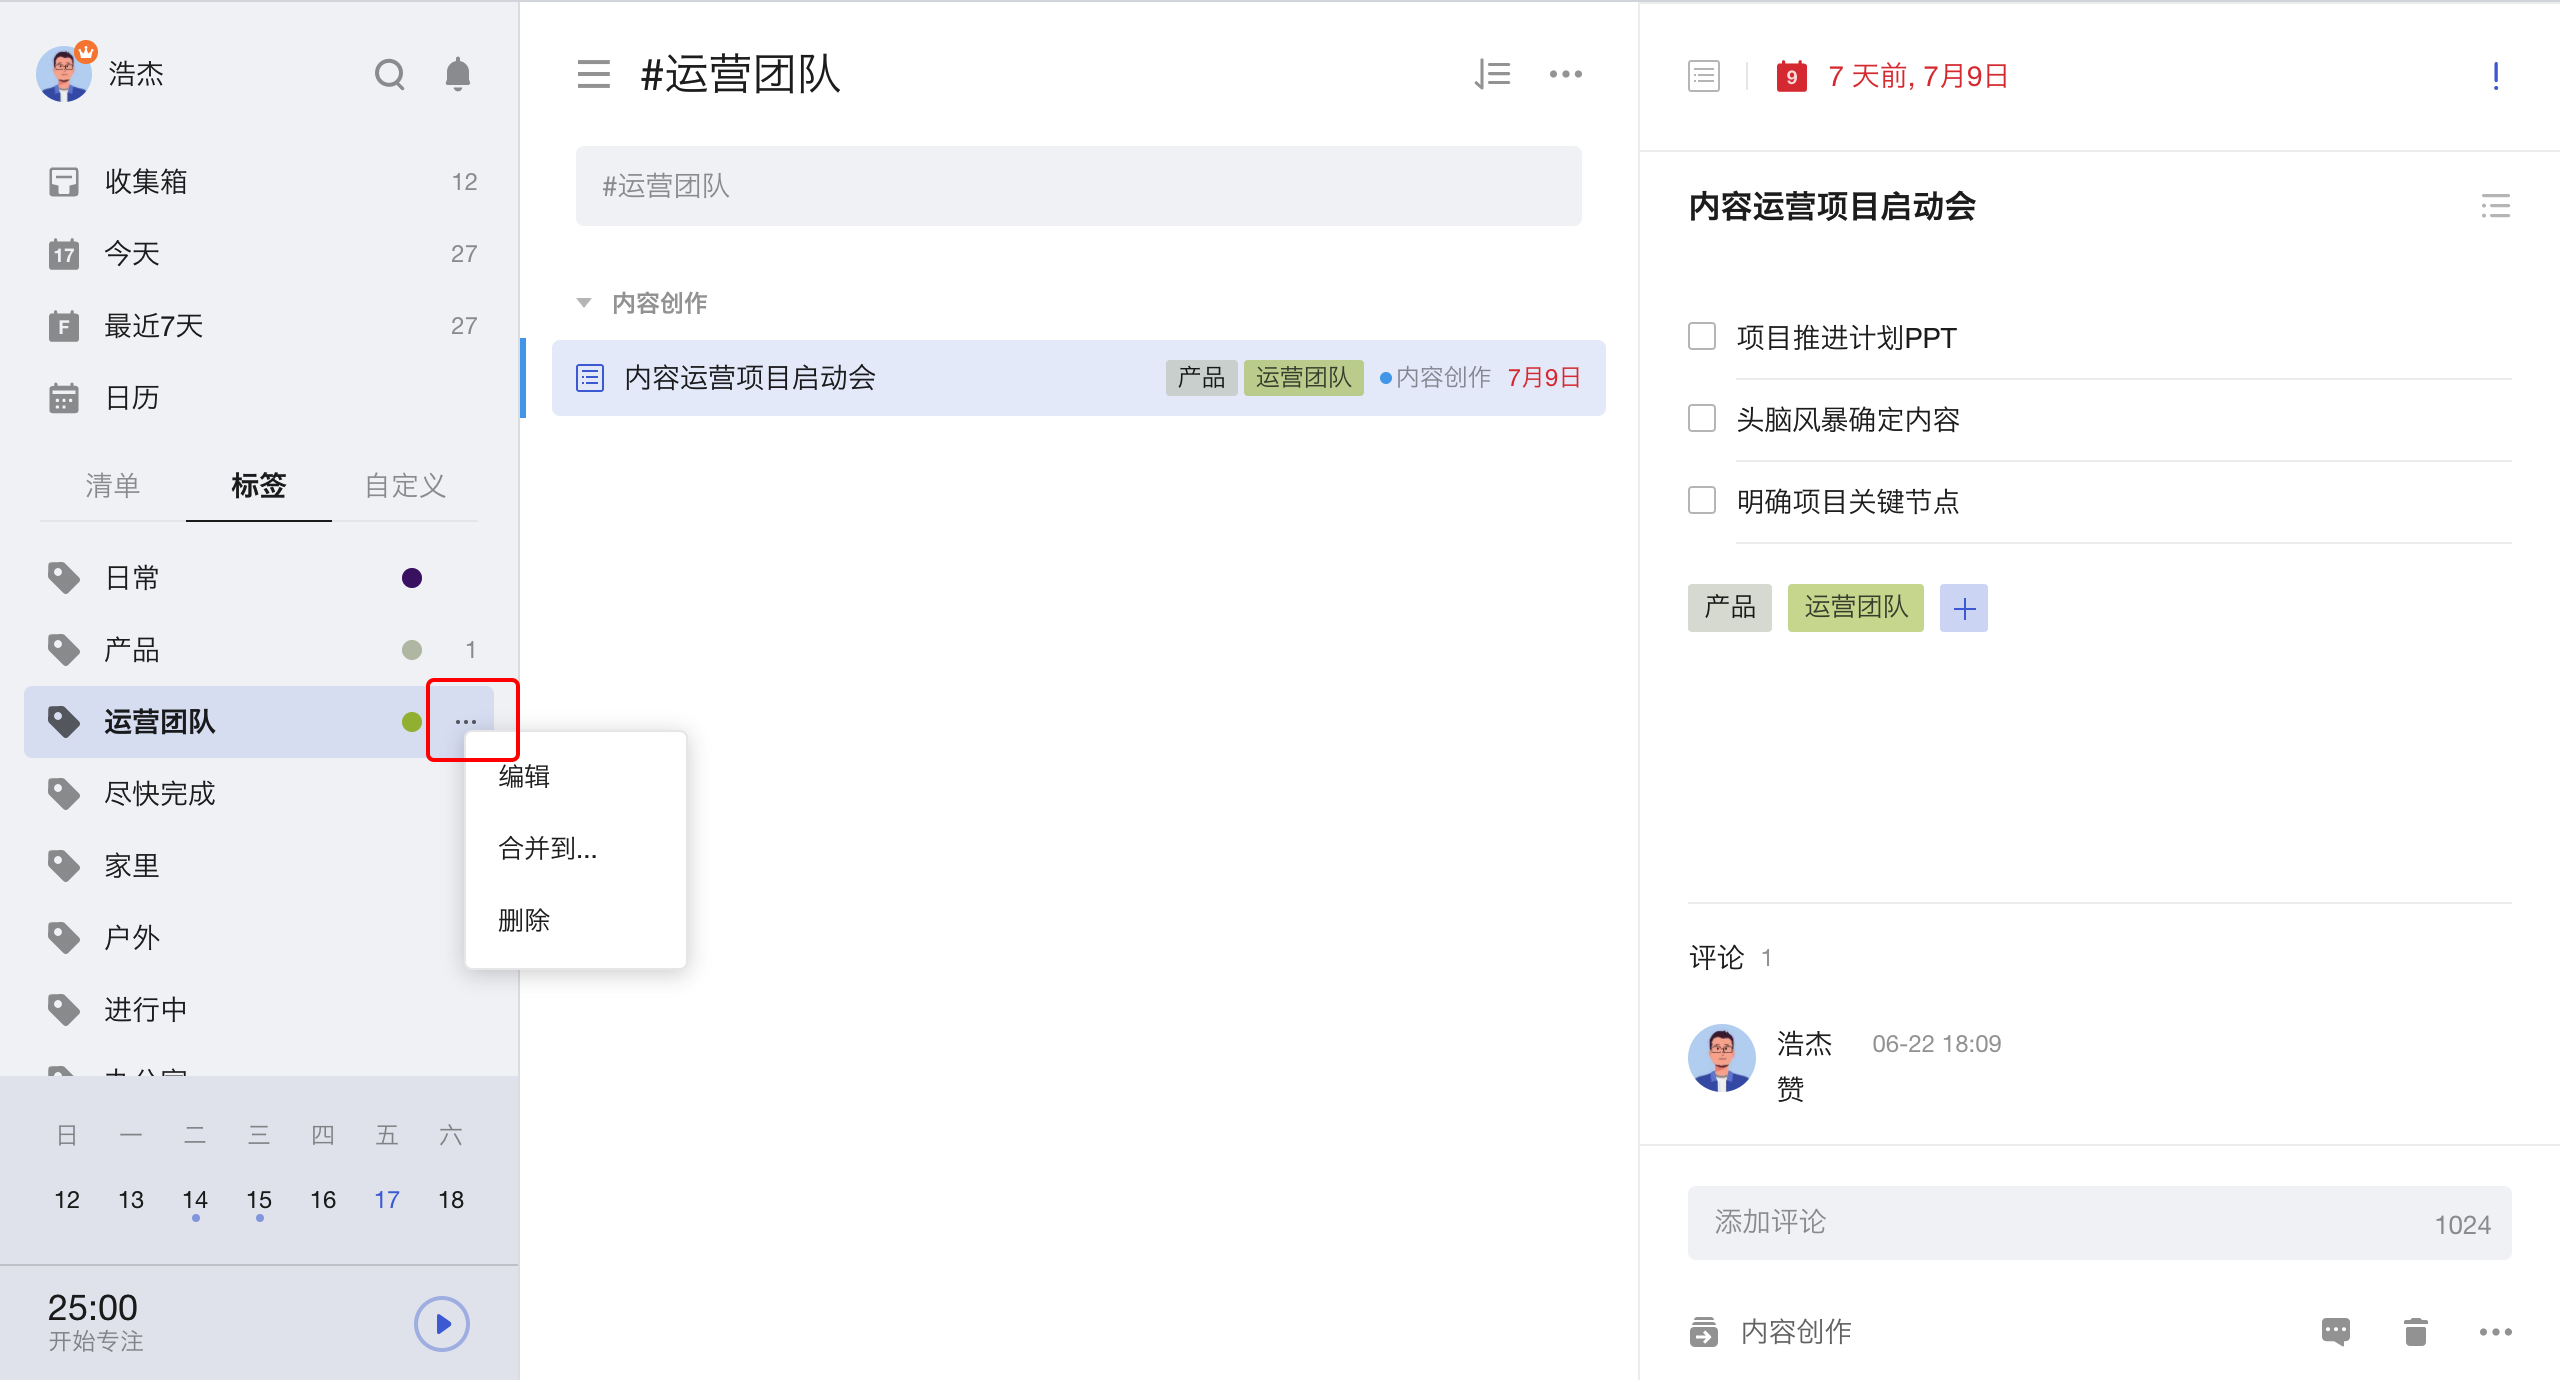 浩杰
收集箱 12
17 今天 27
F 最近7天 27
日历
清单 标签 自定义
日常
产品 1
运营团队 ...
尽快完成
家里
户外
进行中
日 一 二 三 四 五 六
12 13 14 15 16 17 18
25:00
开始专注
编辑
合并到...
删除
#运营团队
#运营团队
内容创作
内容运营项目启动会 产品 运营团队 内容创作 7月9日
9 7 天前, 7月9日
内容运营项目启动会
项目推进计划PPT
头脑风暴确定内容
明确项目关键节点
产品 运营团队 +
评论 1
浩杰 06-22 18:09
赞
添加评论 1024
内容创作